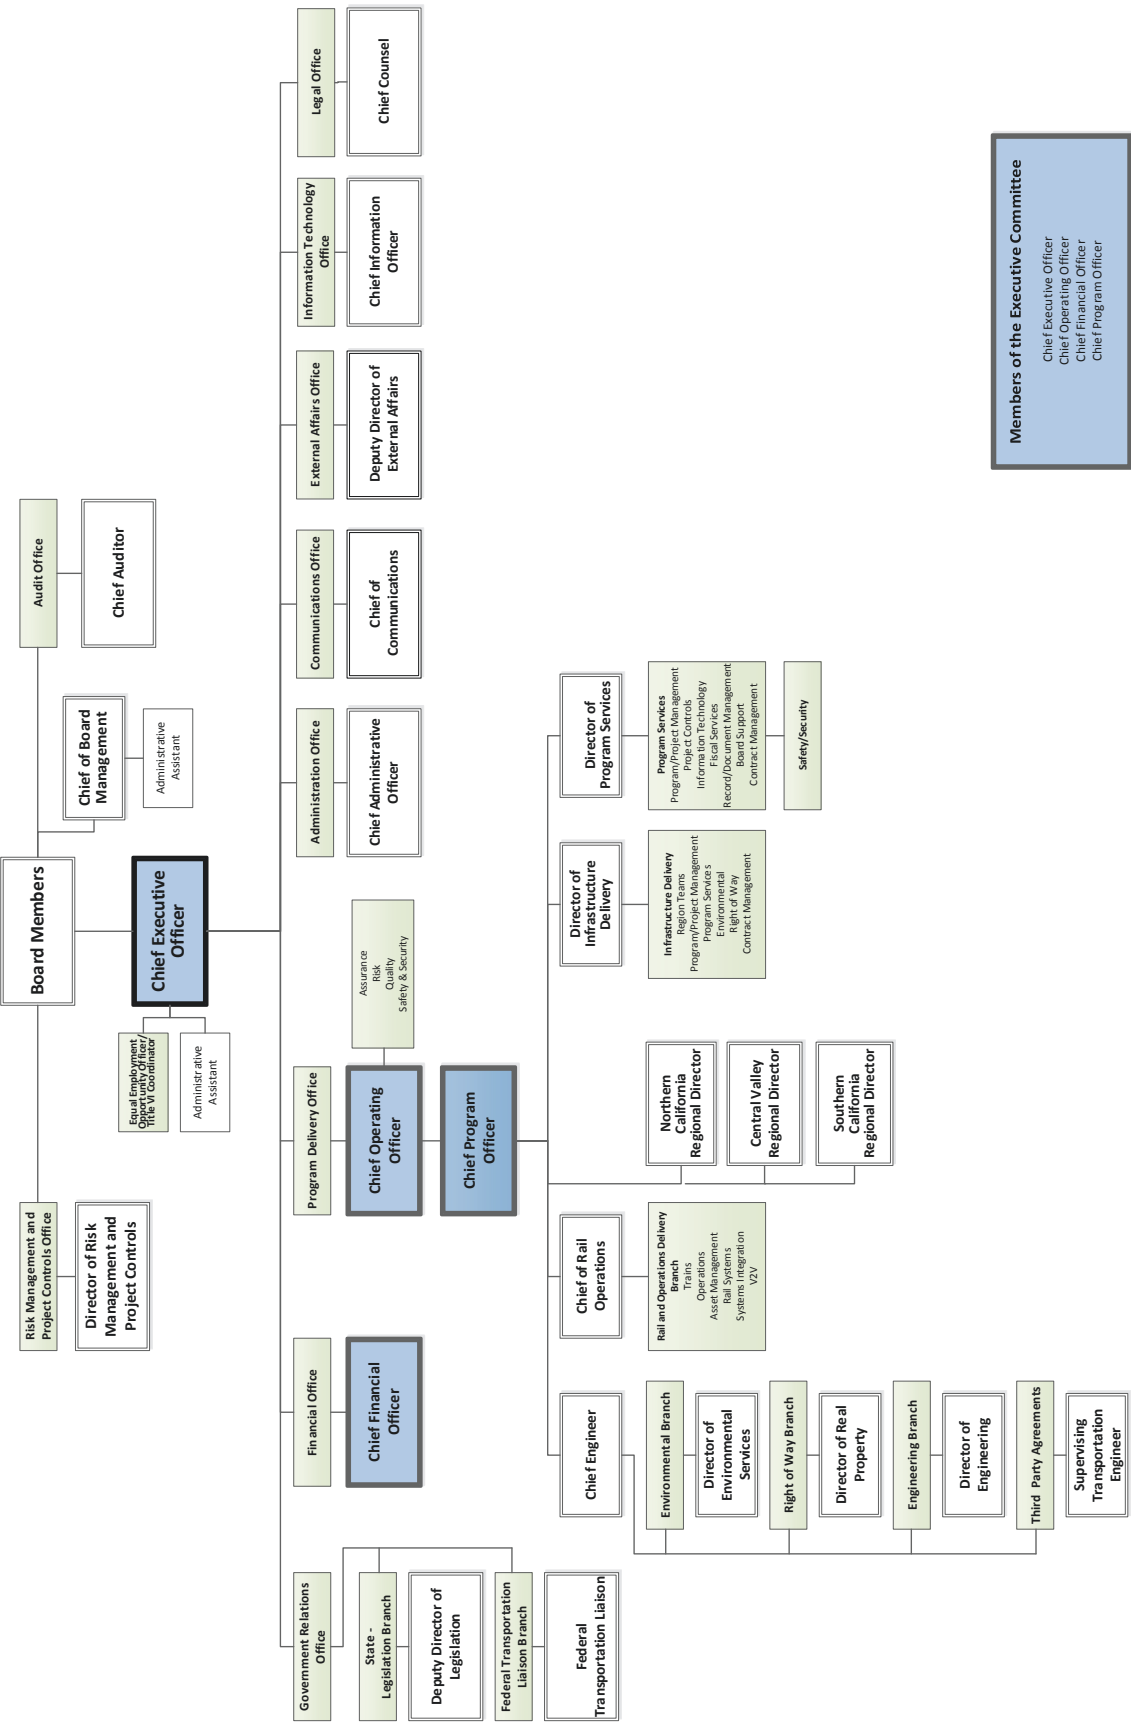 Board Members
Risk Management and
Project Controls Office
Director of Risk
Management and
Project Controls
Audit Office
Chief Auditor
Chief of Board
Management
Administrative
Assistant
Chief Executive
Officer
Equal Employment
Opportunity Officer/
Title VI Coordinator
Administrative
Assistant
Government Relations
Office
State -
Legislation Branch
Deputy Director of
Legislation
Federal Transportation
Liaison Branch
Federal
Transportation Liaison
Financial Office
Chief Financial
Officer
Program Delivery Office
Chief Operating
Officer
Assurance
Risk
Quality
Safety & Security
Chief Program
Officer
Administration Office
Chief Administrative
Officer
Communications Office
Chief of
Communications
External Affairs Office
Deputy Director of
External Affairs
Information Technology
Office
Chief Information
Officer
Legal Office
Chief Counsel
Chief Engineer
Environmental Branch
Director of
Environmental
Services
Right of Way Branch
Director of Real
Property
Engineering Branch
Director of
Engineering
Third Party Agreements
Supervising
Transportation
Engineer
Chief of Rail
Operations
Rail and Operations Delivery
Branch
Trains
Operations
Asset Management
Rail Systems
Systems Integration
V2V
Northern
California
Regional Director
Central Valley
Regional Director
Southern
California
Regional Director
Director of
Infrastructure
Delivery
Infrastructure Delivery
Region Teams
Program/Project Management
Program Services
Environmental
Right of Way
Contract Management
Director of
Program Services
Program Services
Program/Project Management
Project Controls
Information Technology
Fiscal Services
Record/Document Management
Board Support
Contract Management
Safety/Security
Members of the Executive Committee
Chief Executive Officer
Chief Operating Officer
Chief Financial Officer
Chief Program Officer